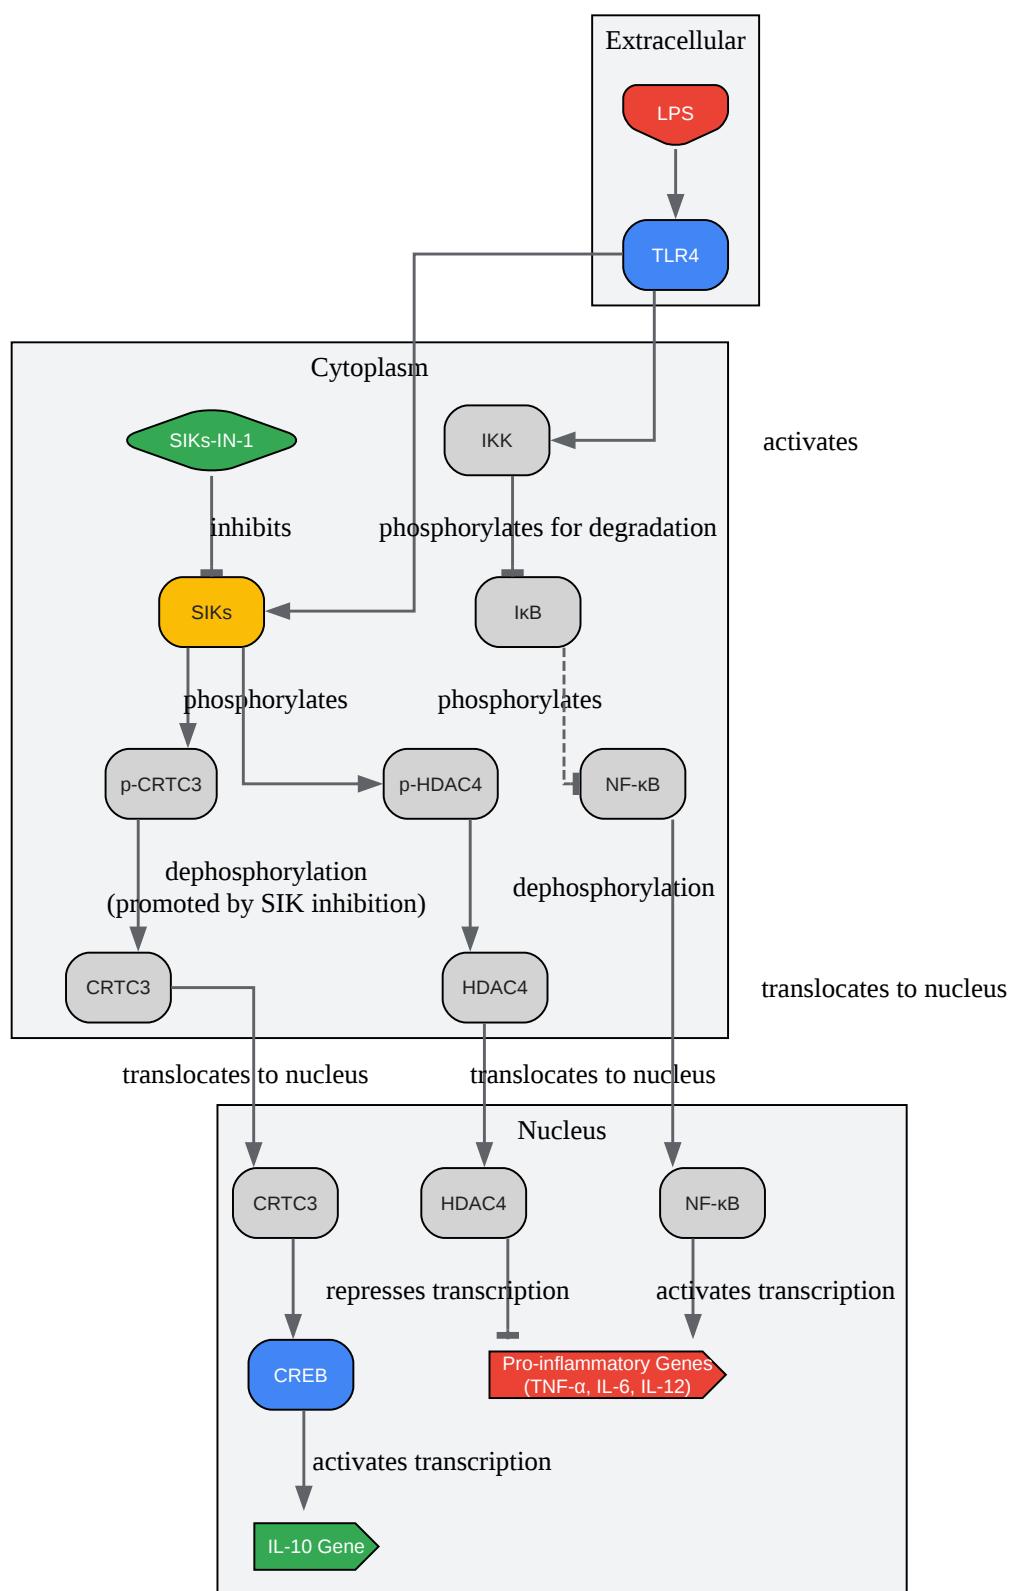 Extracellular
LPS
TLR4
Cytoplasm
SIKs-IN-1
IKK
activates
inhibits
phosphorylates for degradation
SIKs
IκB
phosphorylates
phosphorylates
p-CRTC3
p-HDAC4
NF-κB
dephosphorylation
(promoted by SIK inhibition)
dephosphorylation
CRTC3
HDAC4
translocates to nucleus
translocates to nucleus
translocates to nucleus
Nucleus
CRTC3
HDAC4
NF-κB
represses transcription
activates transcription
CREB
Pro-inflammatory Genes
(TNF-α, IL-6, IL-12)
activates transcription
IL-10 Gene